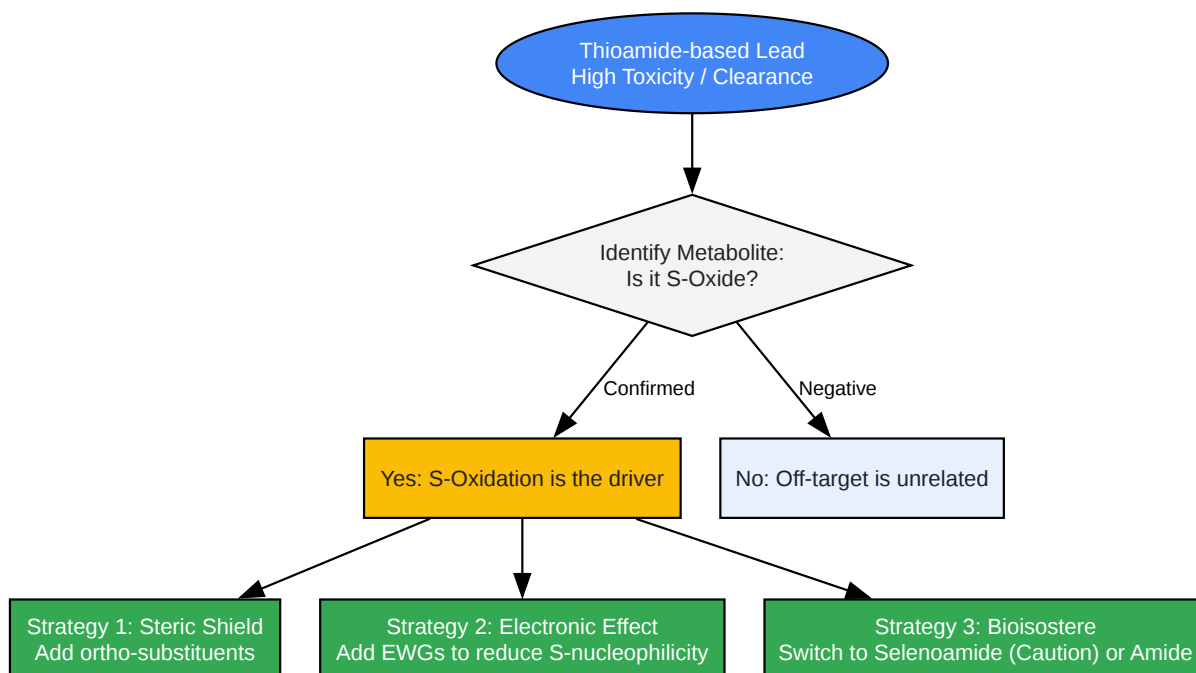 Thioamide-based Lead
High Toxicity / Clearance
Identify Metabolite:
Is it S-Oxide?
Confirmed
Negative
Yes: S-Oxidation is the driver
No: Off-target is unrelated
Strategy 1: Steric Shield
Add ortho-substituents
Strategy 2: Electronic Effect
Add EWGs to reduce S-nucleophilicity
Strategy 3: Bioisostere
Switch to Selenoamide (Caution) or Amide